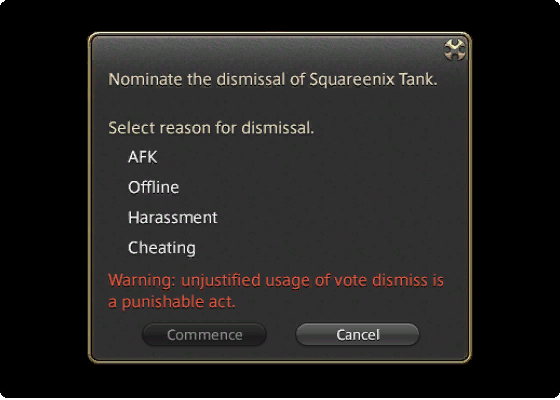 Nominate the dismissal of Squareenix Tank.
Select reason for dismissal.
AFK
Offline
Harassment
Cheating
Warning: unjustified usage of vote dismiss is
a punishable act.
Commence
Cancel